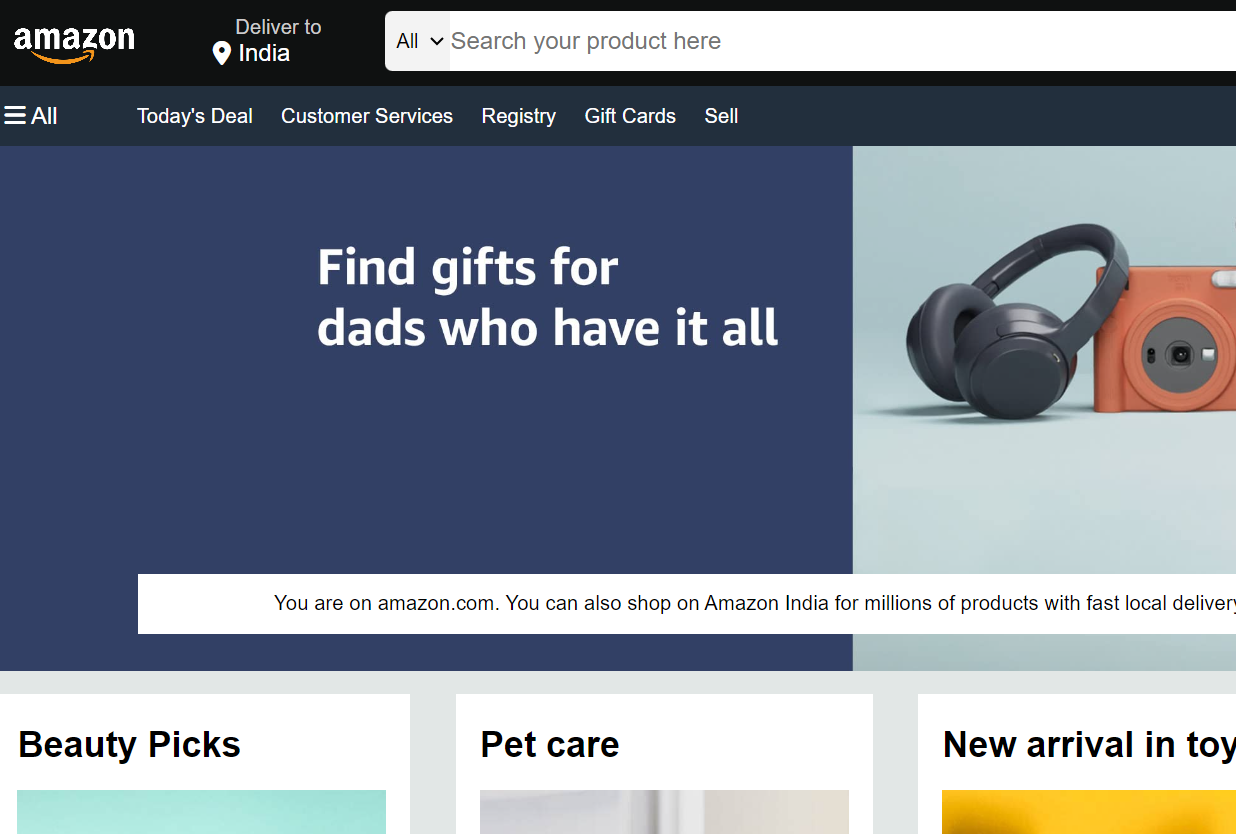 amazon
Deliver to
India
All
Search your product here
All
Today's Deal
Customer Services
Registry
Gift Cards
Sell
Find gifts for
dads who have it all
You are on amazon.com. You can also shop on Amazon India for millions of products with fast local delivery
Beauty Picks
Pet care
New arrival in toy